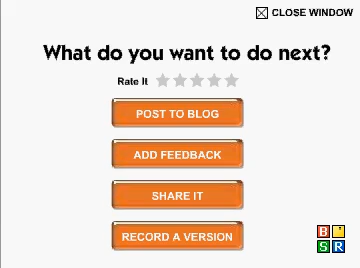 CLOSE WINDOW
What do you want to do next?
Rate It
POST TO BLOG
ADD FEEDBACK
SHARE IT
RECORD A VERSION
B'
SR